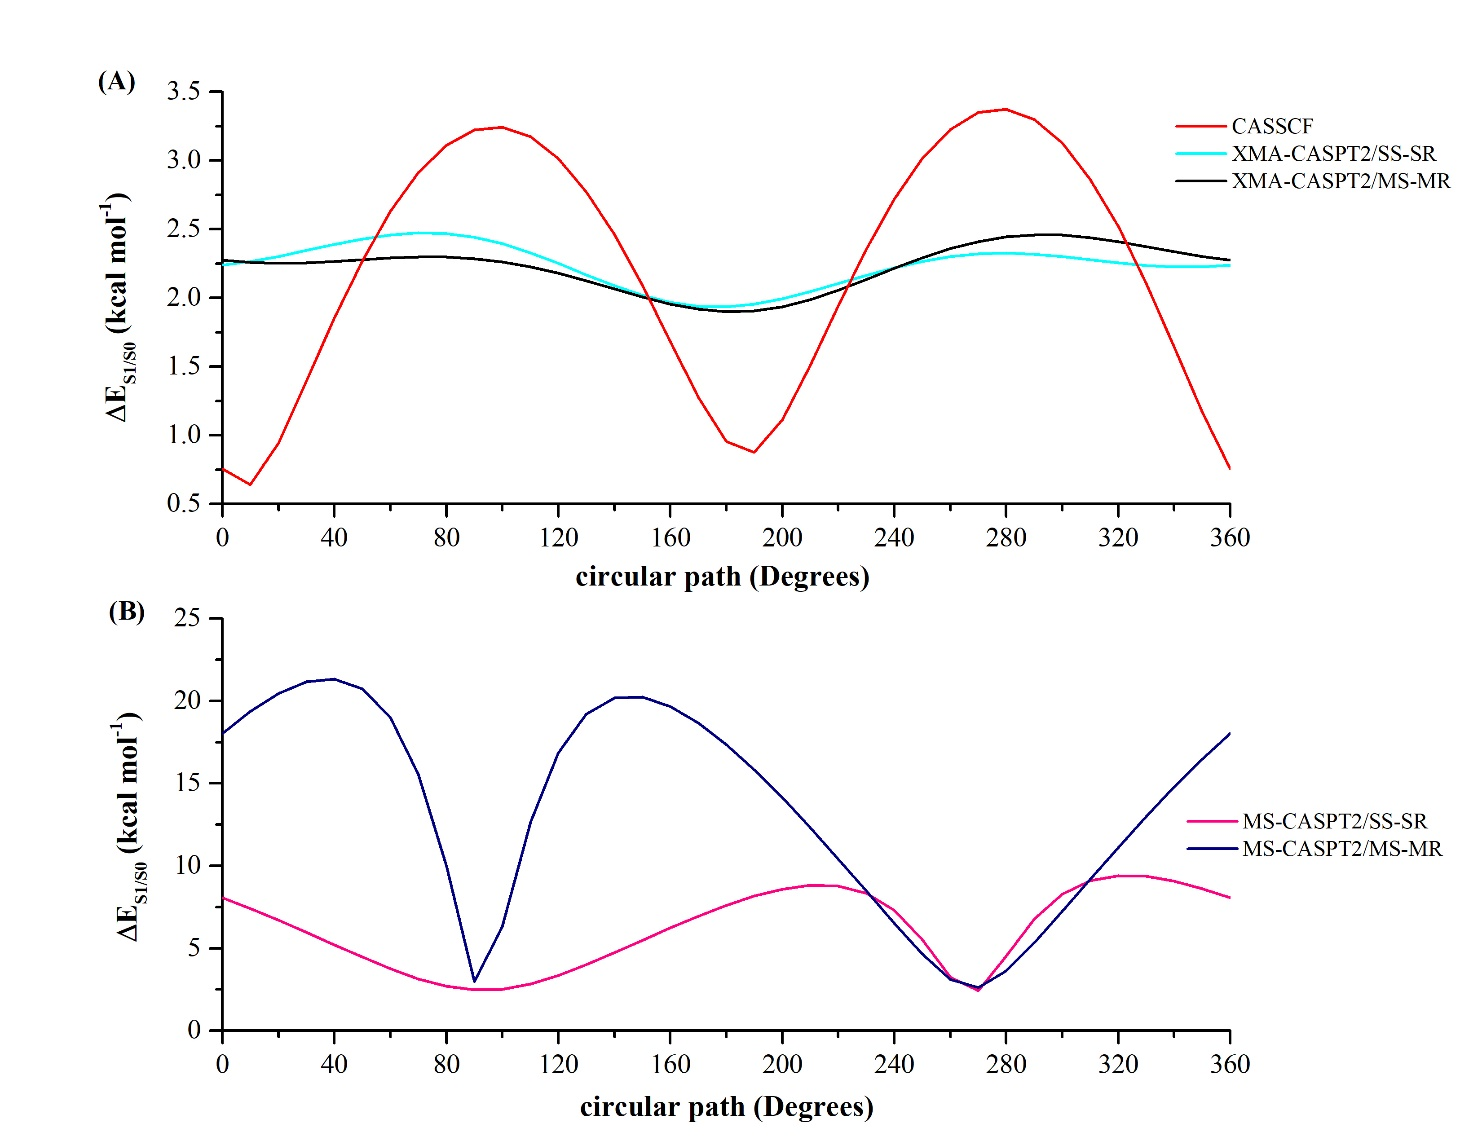 (A)
3.5
3.0
2.5
2.0
1.5
1.0
0.5
ΔE_S1/S0 (kcal mol⁻¹)
CASSCF
XMA-CASPT2/SS-SR
XMA-CASPT2/MS-MR
0 40 80 120 160 200 240 280 320 360
circular path (Degrees)
(B)
25
20
15
10
5
0
ΔE_S1/S0 (kcal mol⁻¹)
MS-CASPT2/SS-SR
MS-CASPT2/MS-MR
0 40 80 120 160 200 240 280 320 360
circular path (Degrees)